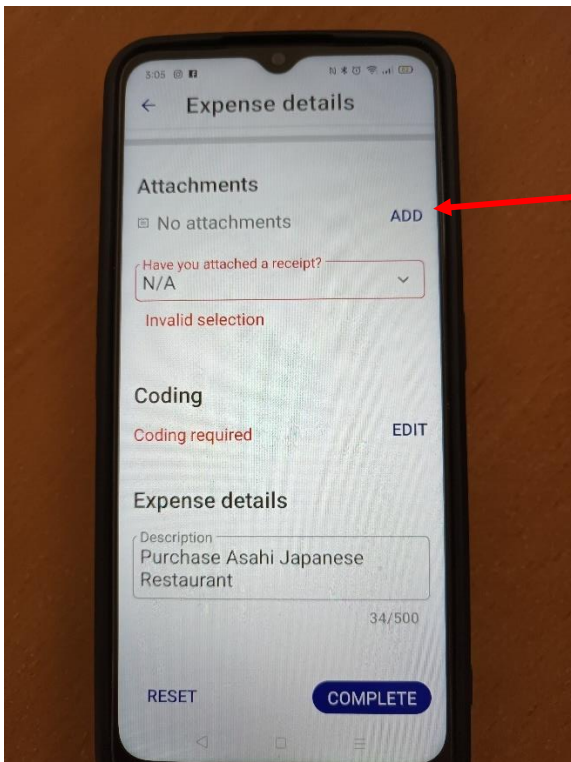 3:05
Expense details
Attachments
No attachments
ADD
Have you attached a receipt?
N/A
Invalid selection
Coding
Coding required
EDIT
Expense details
Description
Purchase Asahi Japanese
Restaurant
34/500
RESET
COMPLETE